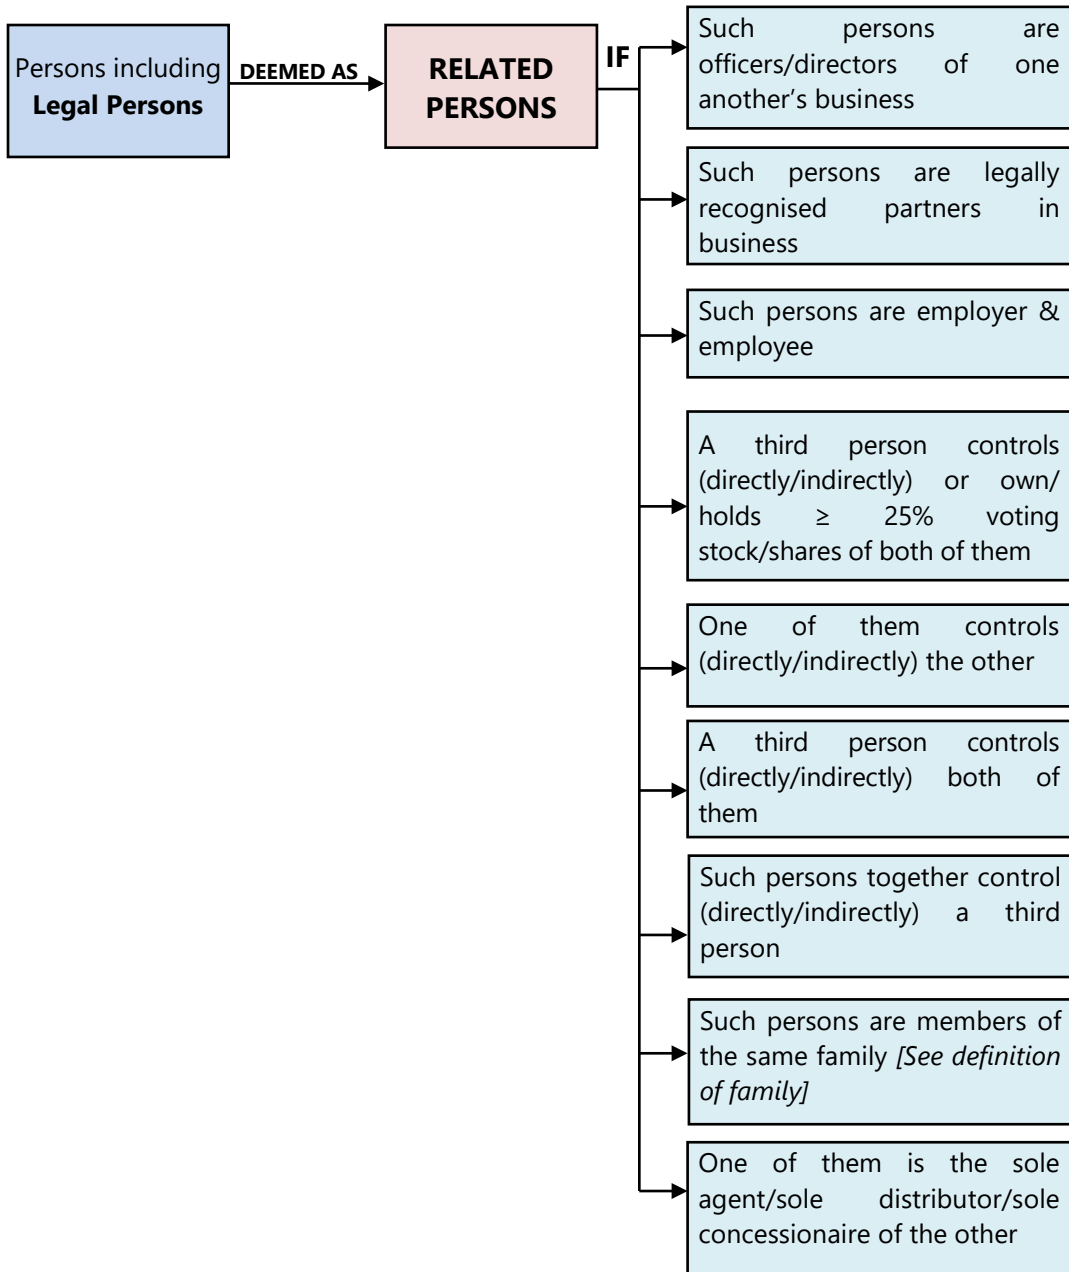 Persons including
Legal Persons
DEEMED AS
RELATED
PERSONS
IF
Such persons are
officers/directors of one
another’s business
Such persons are legally
recognised partners in
business
Such persons are employer &
employee
A third person controls
(directly/indirectly) or own/
holds ≥ 25% voting
stock/shares of both of them
One of them controls
(directly/indirectly) the other
A third person controls
(directly/indirectly) both of
them
Such persons together control
(directly/indirectly) a third
person
Such persons are members of
the same family [See definition
of family]
One of them is the sole
agent/sole distributor/sole
concessionaire of the other